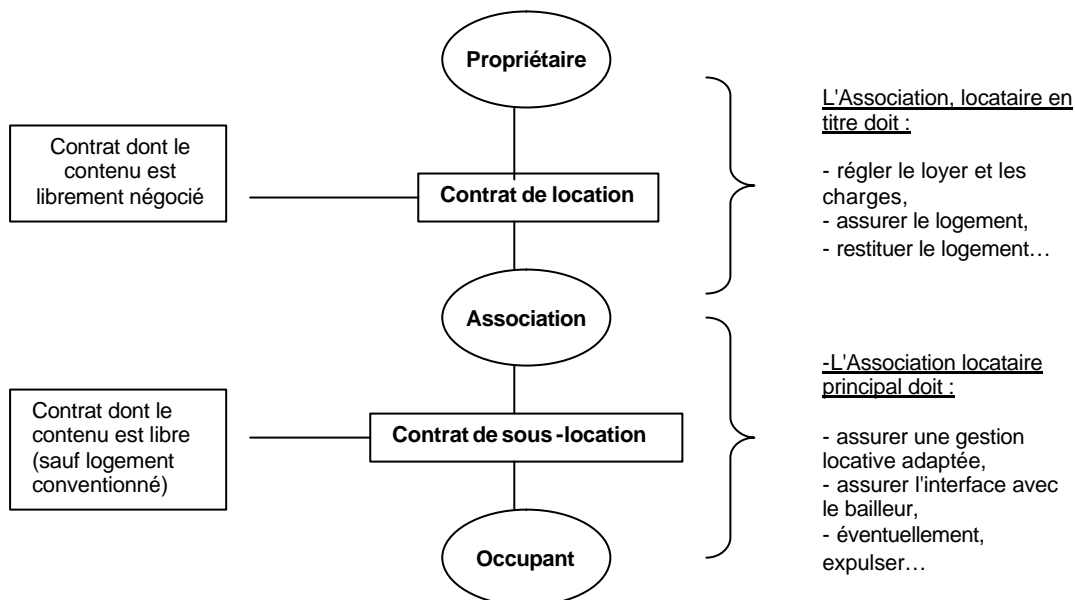 Propriétaire
L'Association, locataire en
titre doit :
- régler le loyer et les
charges,
- assurer le logement,
- restituer le logement…
Contrat dont le
contenu est
librement négocié
Contrat de location
Association
-L'Association locataire
principal doit :
- assurer une gestion
locative adaptée,
- assurer l'interface avec
le bailleur,
- éventuellement,
expulser…
Contrat dont le
contenu est libre
(sauf logement
conventionné)
Contrat de sous -location
Occupant